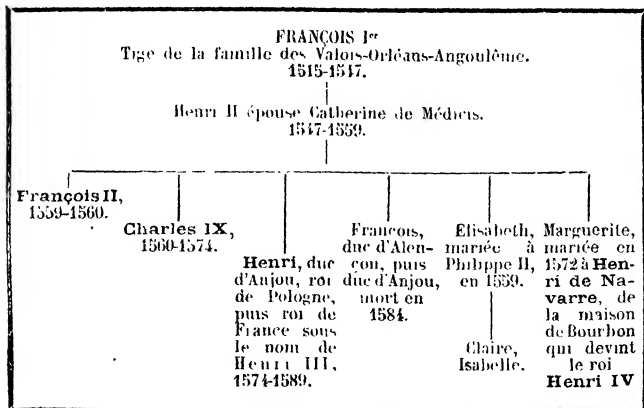 FRANÇOIS Ier
Tige de la famille des Valois-Orléans-Angoulême.
1515-1547.
Henri II épouse Catherine de Médicis.
1547-1559.
François II,
1559-1560.
Charles IX,
1560-1574.
Henri, duc
d'Anjou, roi
de Pologne,
puis roi de
France sous
le nom de
Henri III,
1574-1589.
François,
duc d'Alen-
çon, puis
duc d'Anjou,
mort en
1584.
Elisabeth,
mariée à
Philippe II,
en 1559.
Claire,
Isabelle.
Marguerite,
mariée en
1572 à Hen-
ri de Na-
varre, de
la maison
de Bourbon
qui devint
le roi
Henri IV